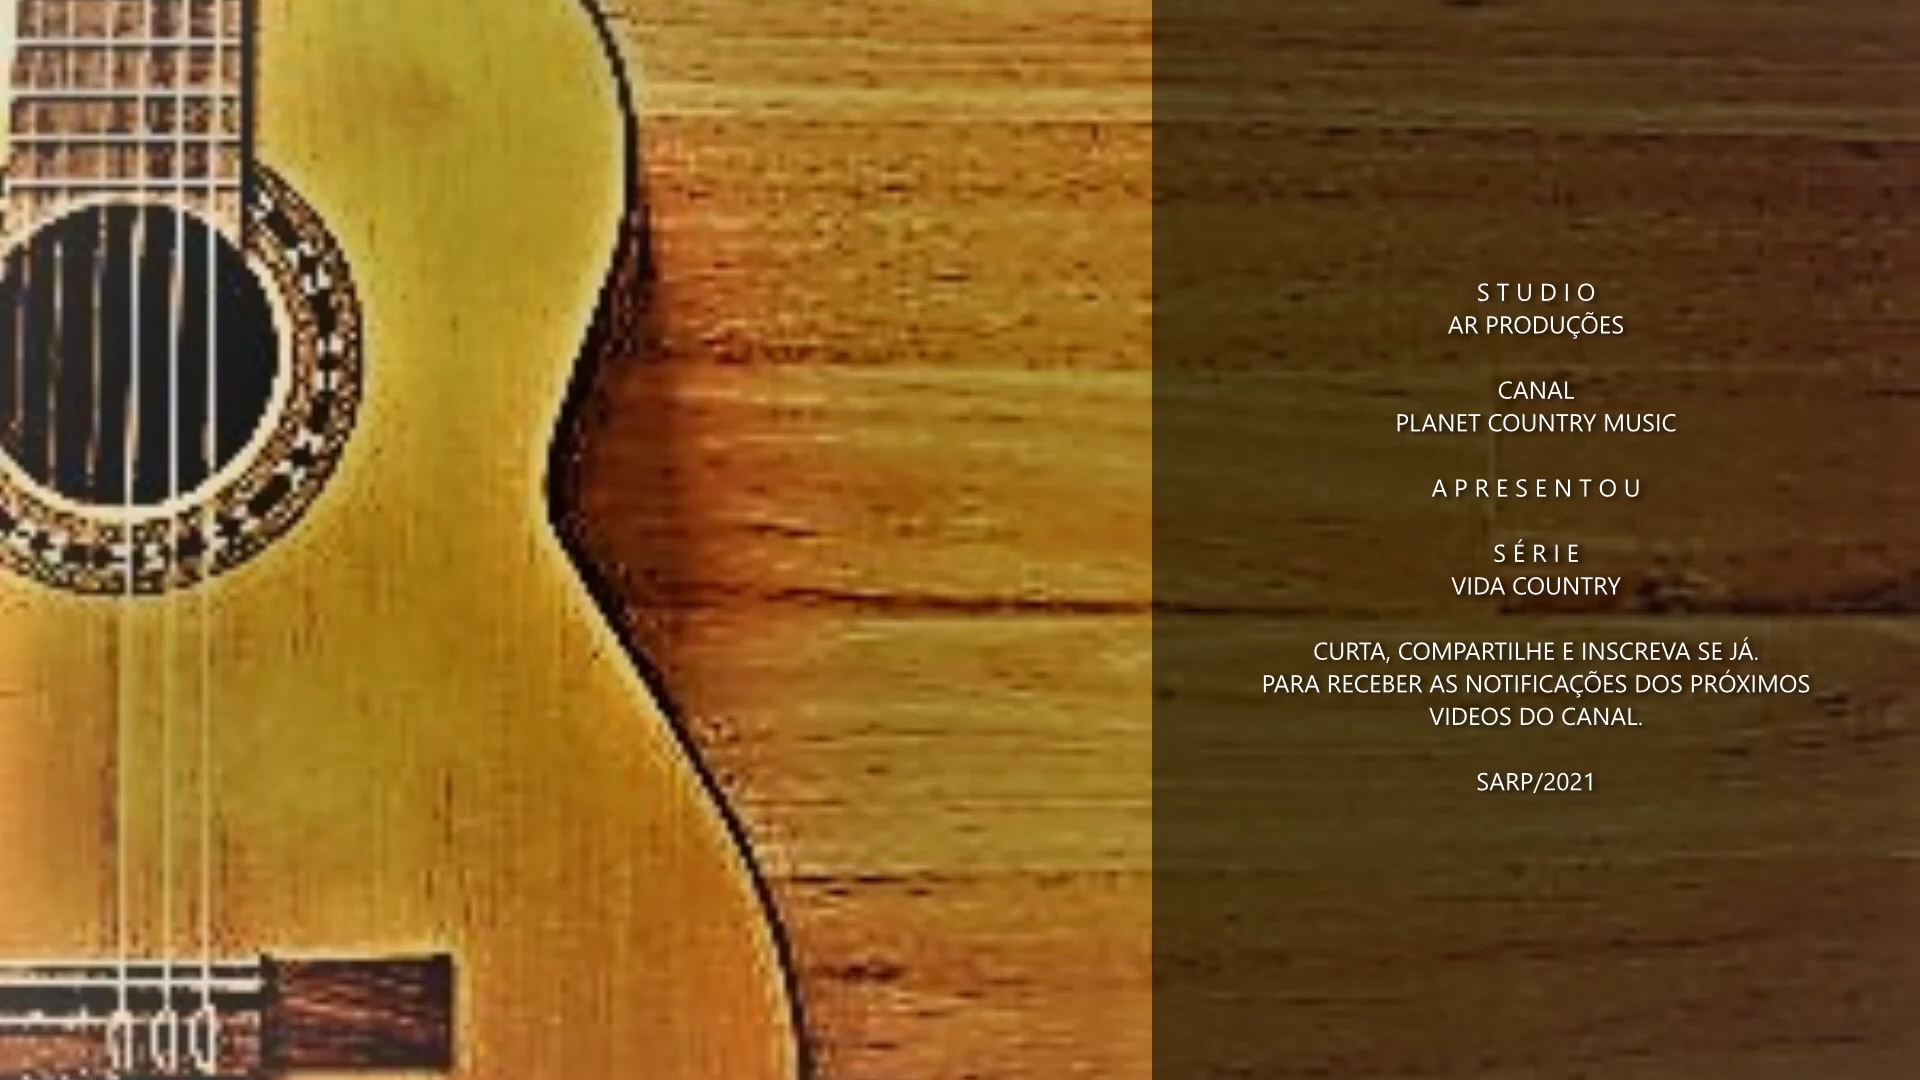 S T U D I O
AR PRODUÇÕES
CANAL
PLANET COUNTRY MUSIC
A P R E S E N T O U
S É R I E
VIDA COUNTRY
CURTA, COMPARTILHE E INSCREVA SE JÁ.
PARA RECEBER AS NOTIFICAÇÕES DOS PRÓXIMOS
VIDEOS DO CANAL.
SARP/2021